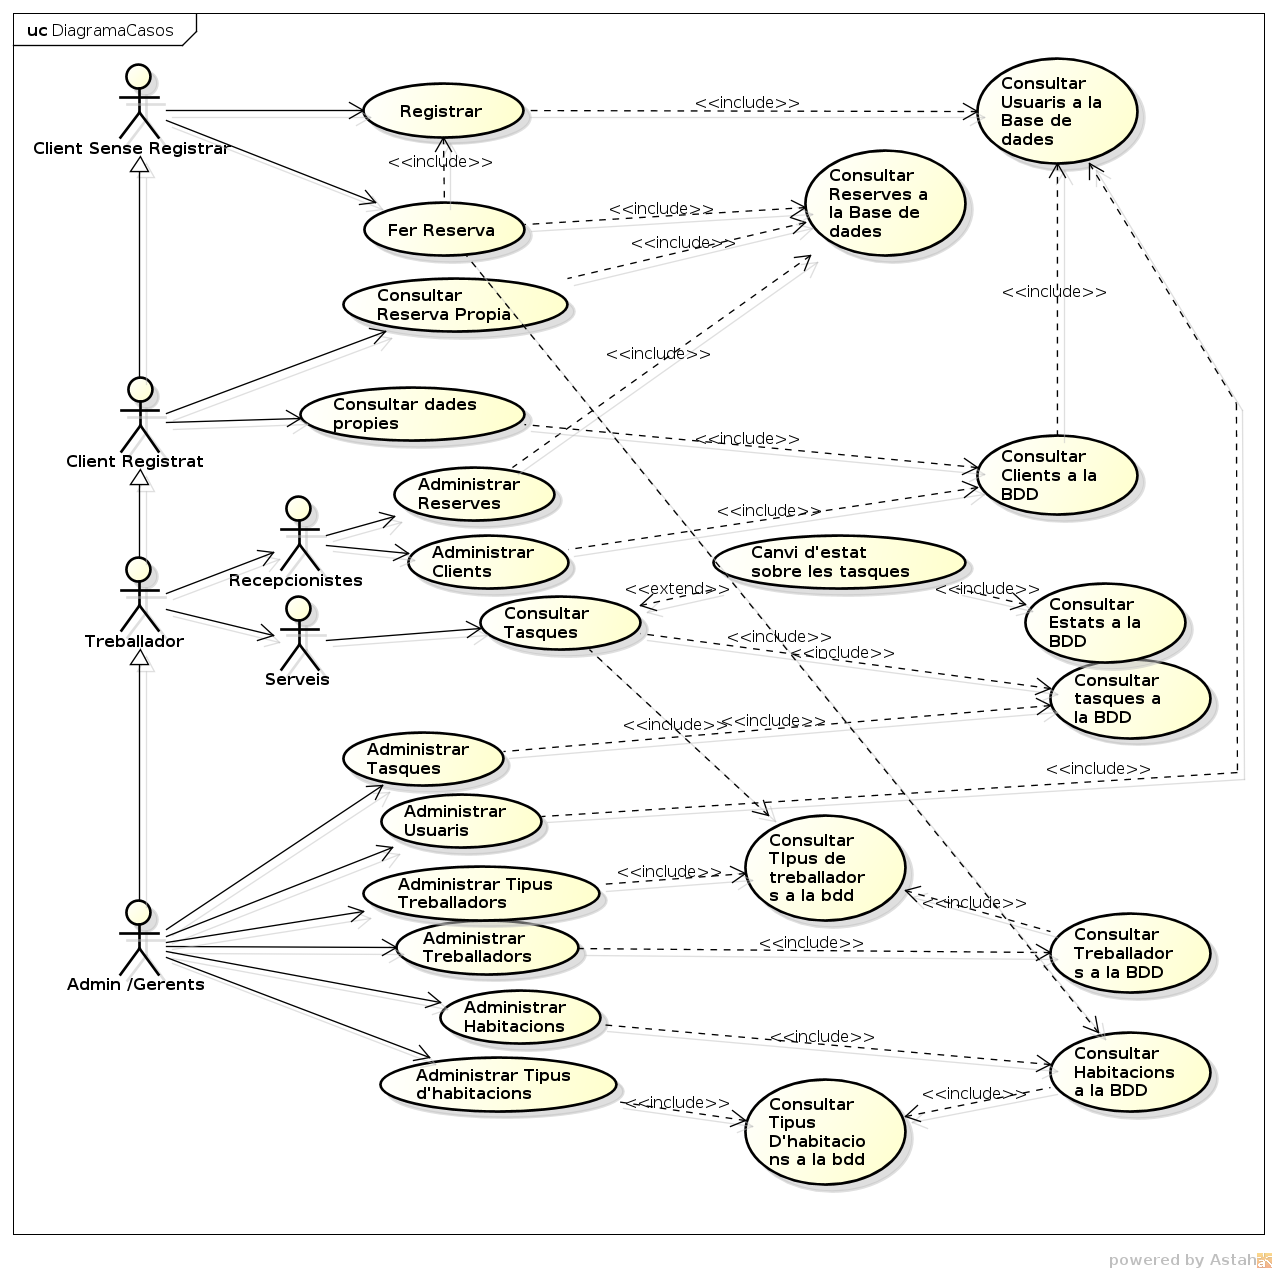 uc DiagramaCasos
Client Sense Registrar
Registrar
<<include>>
Consultar
Usuaris a la
Base de
dades
<<include>>
Fer Reserva
<<include>>
<<include>>
Consultar
Reserves a
la Base de
dades
Consultar
Reserva Propia
<<include>>
<<include>>
Client Registrat
Consultar dades
propies
<<include>>
Consultar
Clients a la
BDD
Administrar
Reserves
<<include>>
Recepcionistes
Administrar
Clients
Canvi d'estat
sobre les tasques
<<extend>>
<<include>>
Treballador
Serveis
Consultar
Tasques
Consultar
Estats a la
BDD
<<include>>
<<include>>
Consultar
tasques a
la BDD
<<include>>
<<include>>
Administrar
Tasques
<<include>>
Administrar
Usuaris
Consultar
TIpus de
treballador
s a la bdd
<<include>>
Administrar Tipus
Treballadors
<<include>>
Admin /Gerents
Administrar
Treballadors
<<include>>
Consultar
Treballador
s a la BDD
Administrar
Habitacions
<<include>>
Consultar
Habitacions
a la BDD
Administrar Tipus
d'habitacions
<<include>>
<<include>>
Consultar
Tipus
D'habitacio
ns a la bdd
powered by Astah